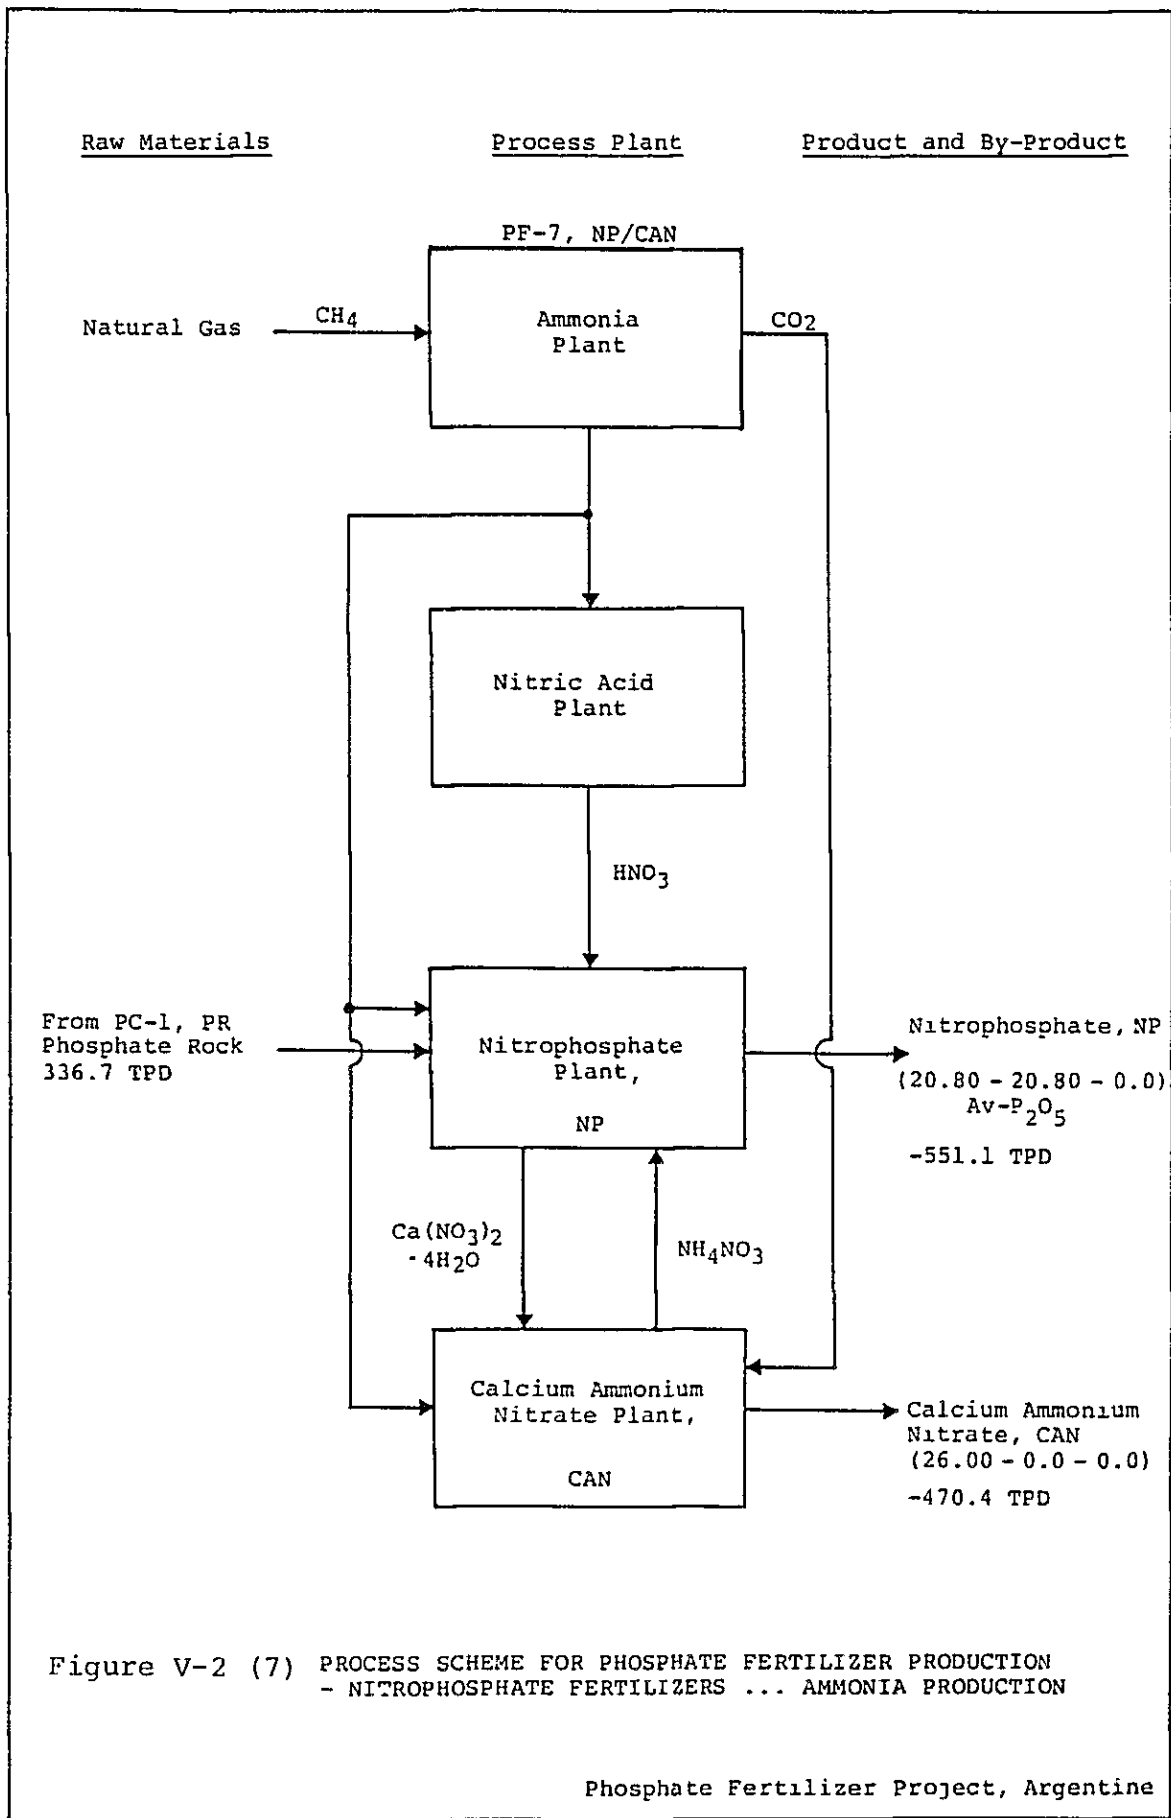 Raw Materials Process Plant Product and By-Product
PF-7, NP/CAN
Natural Gas
CH4
Ammonia
Plant
CO2
Nitric Acid
Plant
HNO3
From PC-1, PR
Phosphate Rock
336.7 TPD
Nitrophosphate
Plant,
NP
Nitrophosphate, NP
(20.80 - 20.80 - 0.0)
Av-P2O5
-551.1 TPD
Ca(NO3)2
·4H2O
NH4NO3
Calcium Ammonium
Nitrate Plant,
CAN
Calcium Ammonium
Nitrate, CAN
(26.00 - 0.0 - 0.0)
-470.4 TPD
Figure V-2 (7) PROCESS SCHEME FOR PHOSPHATE FERTILIZER PRODUCTION
- NITROPHOSPHATE FERTILIZERS ... AMMONIA PRODUCTION
Phosphate Fertilizer Project, Argentine